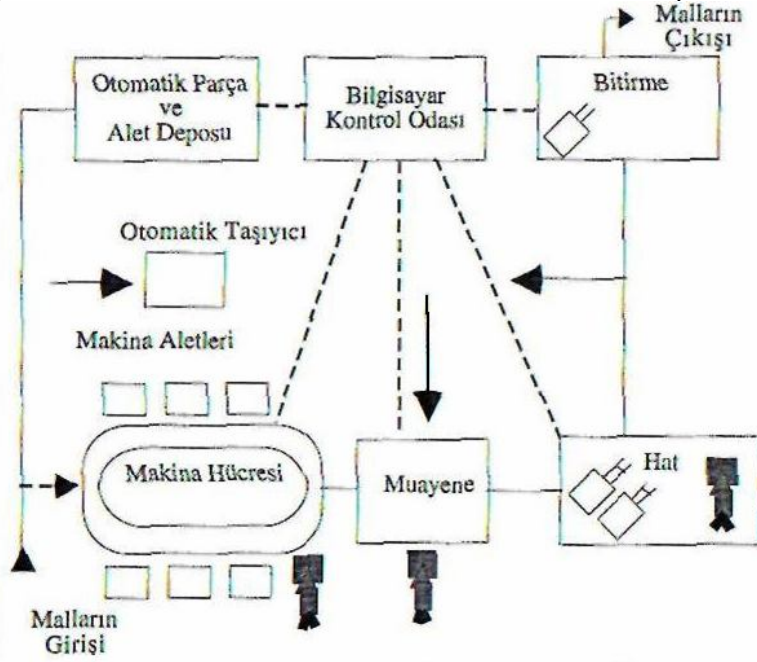 Malların
Çıkışı
Otomatik Parça
ve
Alet Deposu
Bilgisayar
Kontrol Odası
Bitirme
Otomatik Taşıyıcı
Makina Aletleri
Makina Hücresi
Muayene
Hat
Malların
Girişi